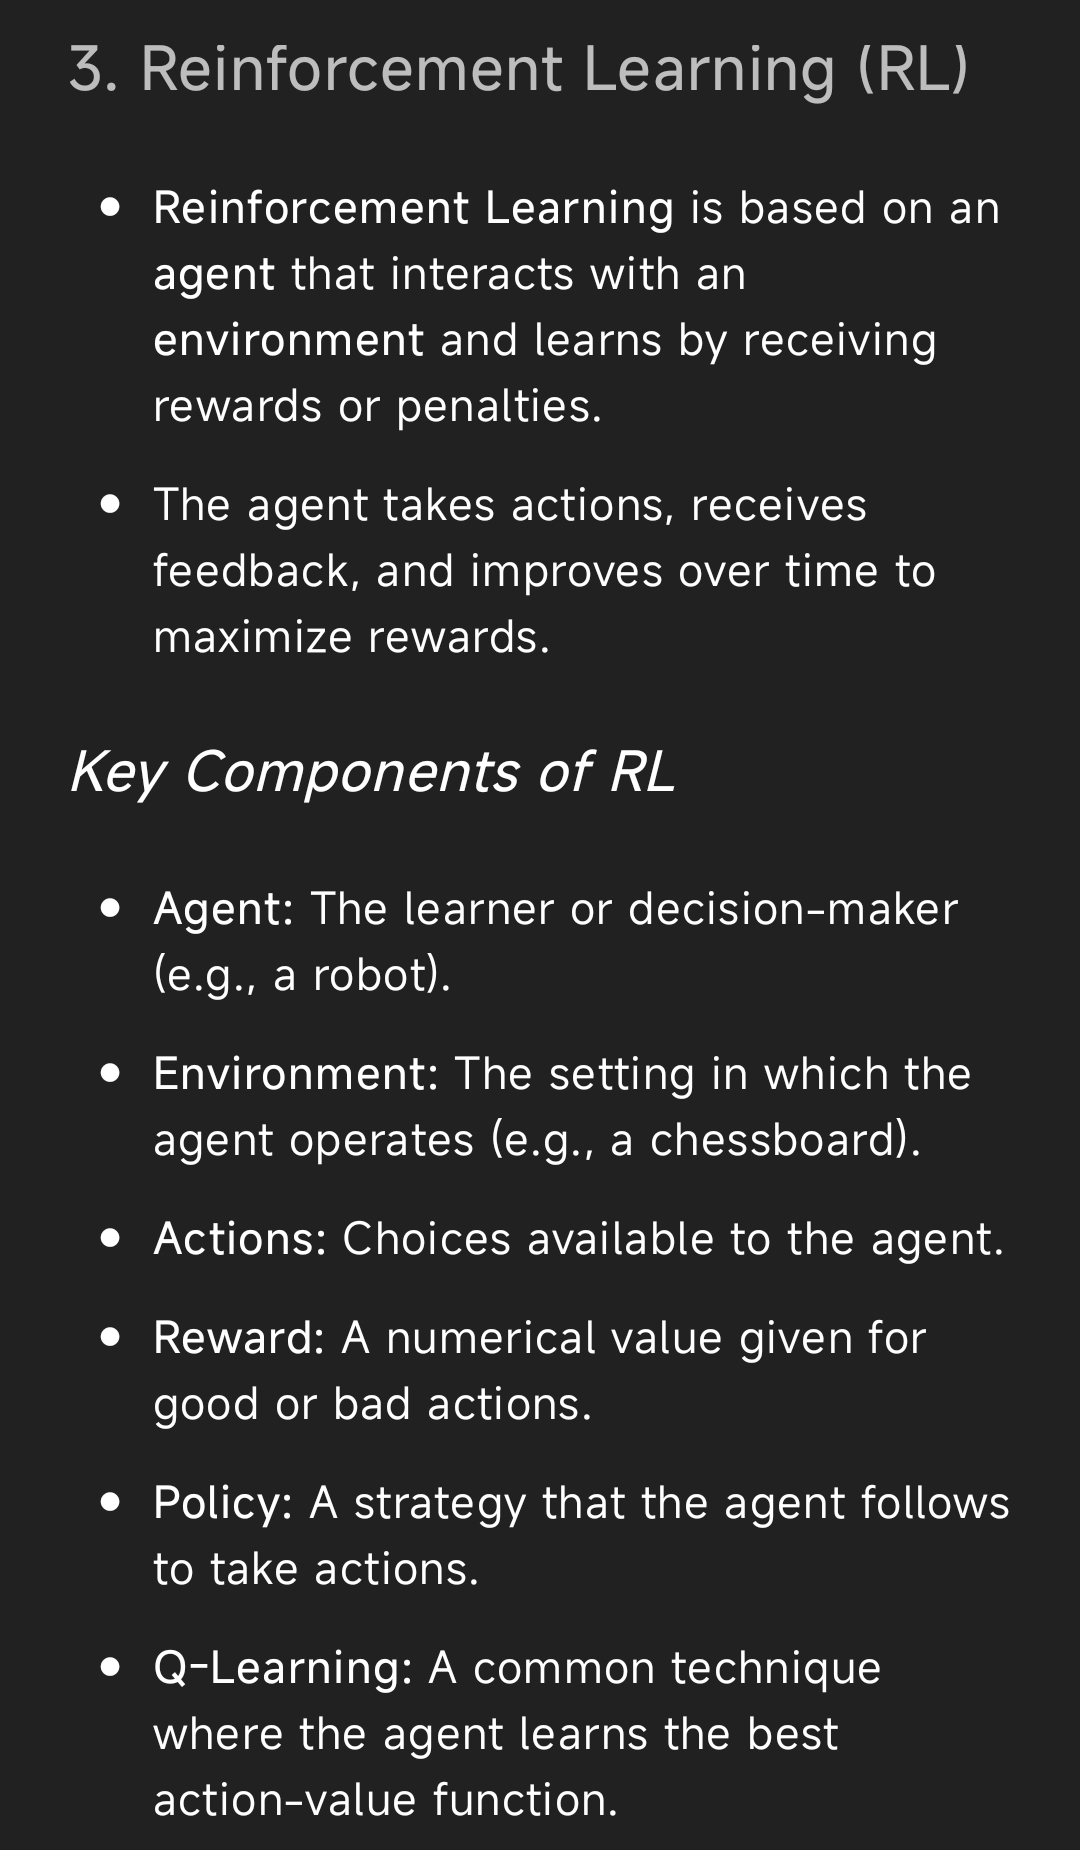 3. Reinforcement Learning (RL)
• Reinforcement Learning is based on an
agent that interacts with an
environment and learns by receiving
rewards or penalties.
• The agent takes actions, receives
feedback, and improves over time to
maximize rewards.
Key Components of RL
• Agent: The learner or decision-maker
(e.g., a robot).
• Environment: The setting in which the
agent operates (e.g., a chessboard).
• Actions: Choices available to the agent.
• Reward: A numerical value given for
good or bad actions.
• Policy: A strategy that the agent follows
to take actions.
• Q-Learning: A common technique
where the agent learns the best
action-value function.